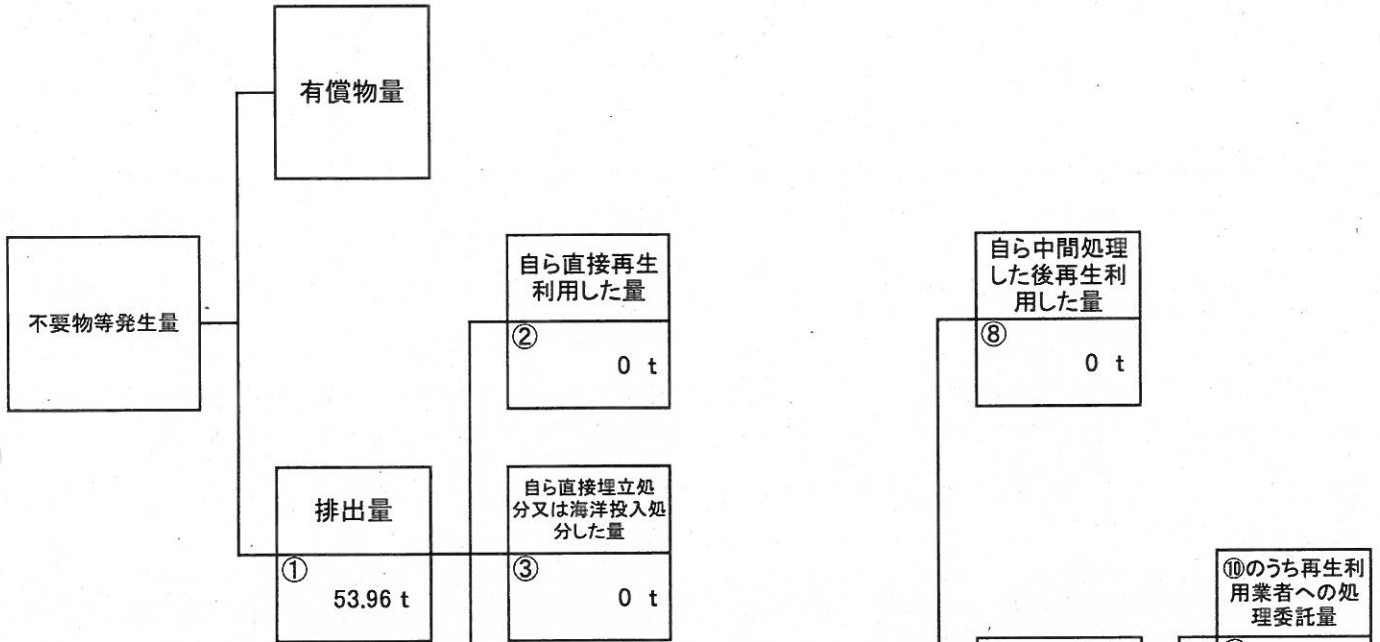 有償物量
不要物等発生量
自ら直接再生
利用した量
②
0 t
自ら中間処理
した後再生利
用した量
⑧
0 t
排出量
①
53.96 t
自ら直接埋立処
分又は海洋投入処
分した量
③
0 t
⑩のうち再生利
用業者への処
理委託量